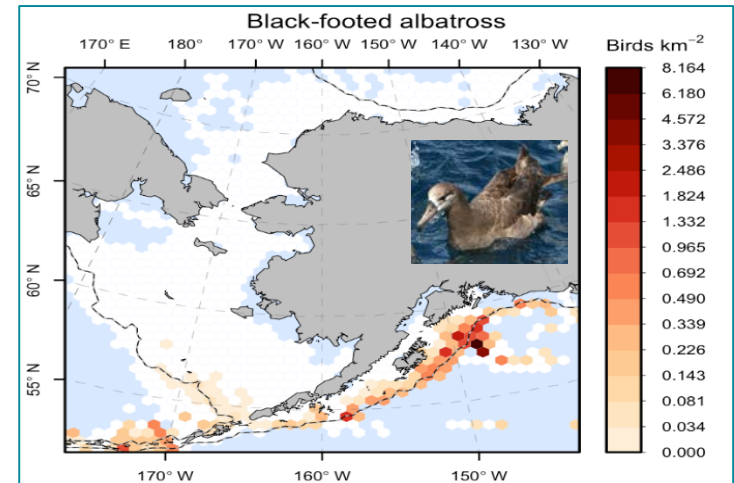 Black-footed albatross
170° E 180° 170° W 160° W 150° W 140° W 130° W
Birds km⁻²
70° N
65° N
60° N
55° N
8.164
6.180
4.572
3.376
2.486
1.824
1.332
0.965
0.692
0.490
0.339
0.226
0.143
0.081
0.034
0.000
170° W 160° W 150° W